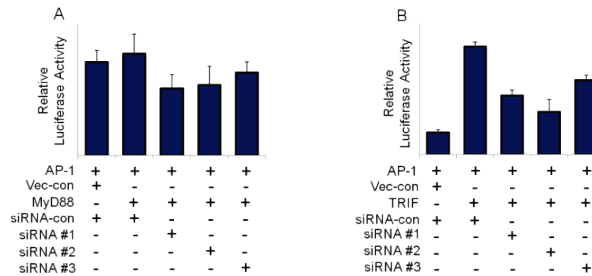 A
Relative
Luciferase Activity
AP-1 + + + + +
Vec-con + - - - -
MyD88 - + + + +
siRNA-con + + - - -
siRNA #1 - - + - -
siRNA #2 - - - + -
siRNA #3 - - - - +
B
Relative
Luciferase Activity
AP-1 + + + + +
Vec-con + - - - -
TRIF - + + + +
siRNA-con + + - - -
siRNA #1 - - + - -
siRNA #2 - - - + -
siRNA #3 - - - - +